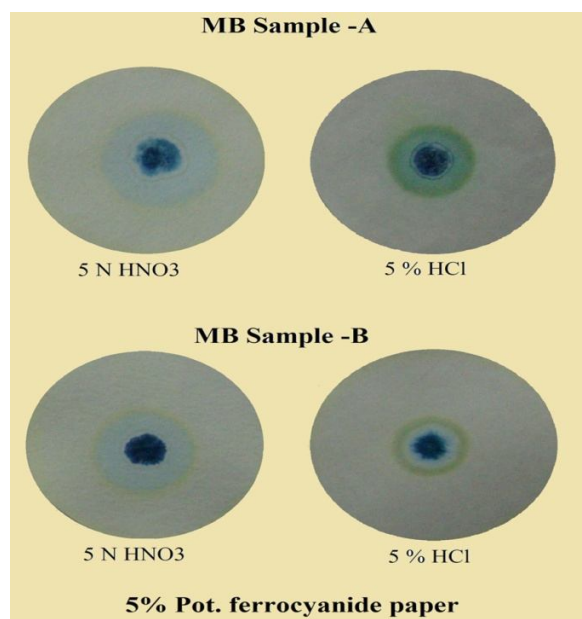 MB Sample -A
5 N HNO3 5 % HCl
MB Sample -B
5 N HNO3 5 % HCl
5% Pot. ferrocyanide paper